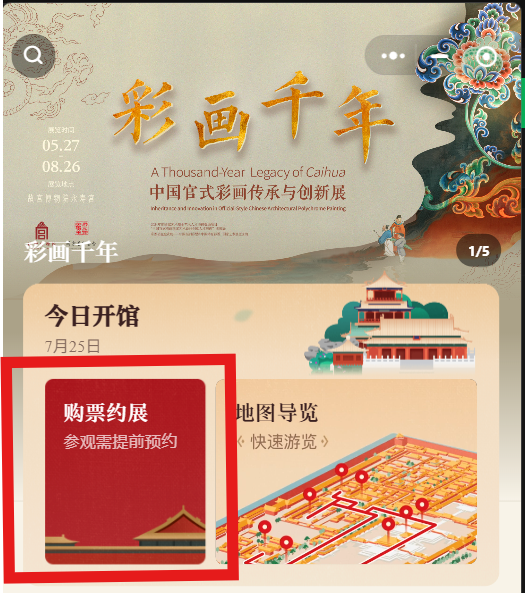 彩画千年
展览时间
05.27
-
08.26
展览地点
A Thousand-Year Legacy of Caihua
中国官式彩画传承与创新展
Inheritance and Innovation in Official-Style Chinese Architectural Polychrome Painting
彩画千年
1/5
今日开馆
7月25日
购票约展
参观需提前预约
地图导览
快速游览